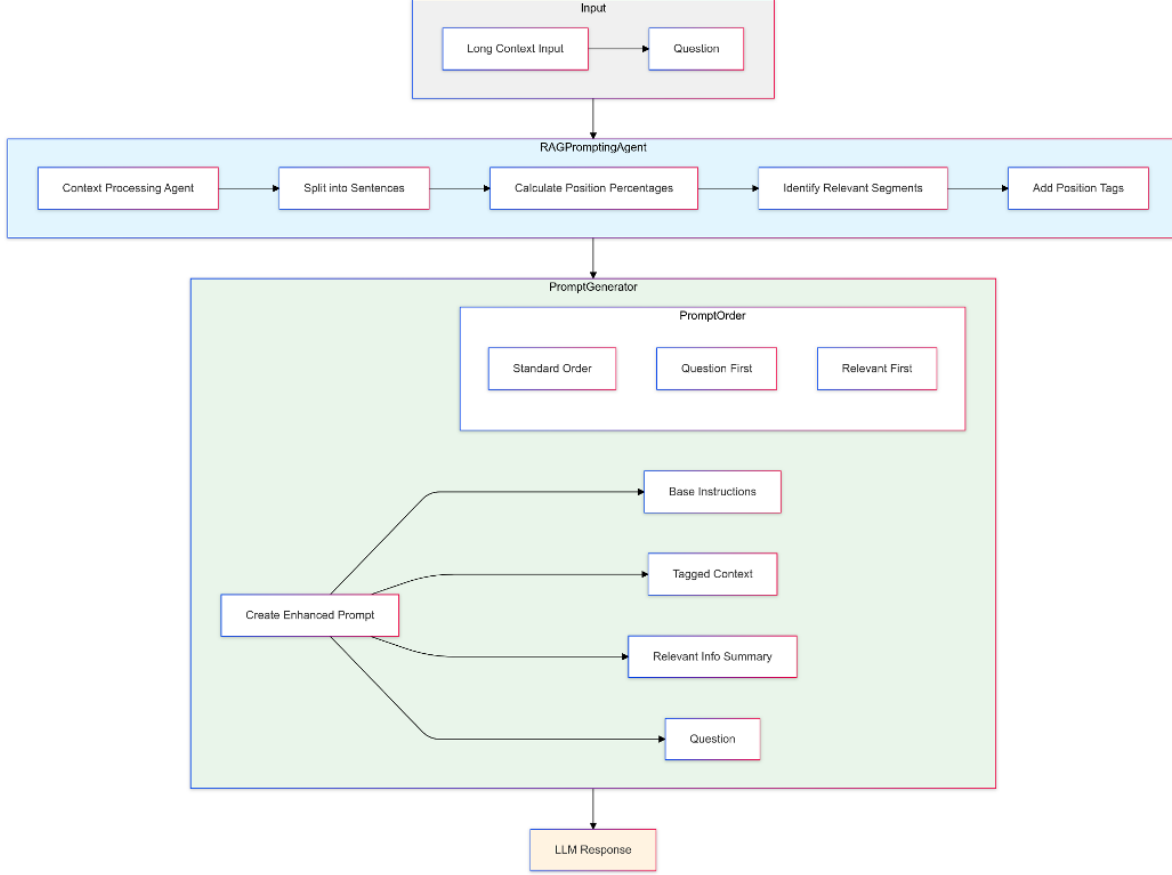 Input
Long Context Input
Question
RAGPromptingAgent
Context Processing Agent
Split into Sentences
Calculate Position Percentages
Identify Relevant Segments
Add Position Tags
PromptGenerator
PromptOrder
Standard Order
Question First
Relevant First
Base Instructions
Tagged Context
Create Enhanced Prompt
Relevant Info Summary
Question
LLM Response